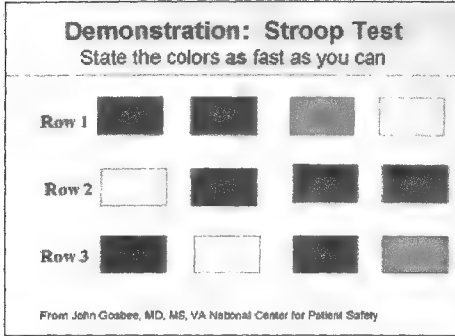 Demonstration: Stroop Test
State the colors as fast as you can
Row 1
Row 2
Row 3
From John Gosbee, MD, MS, VA National Center for Patient Safety